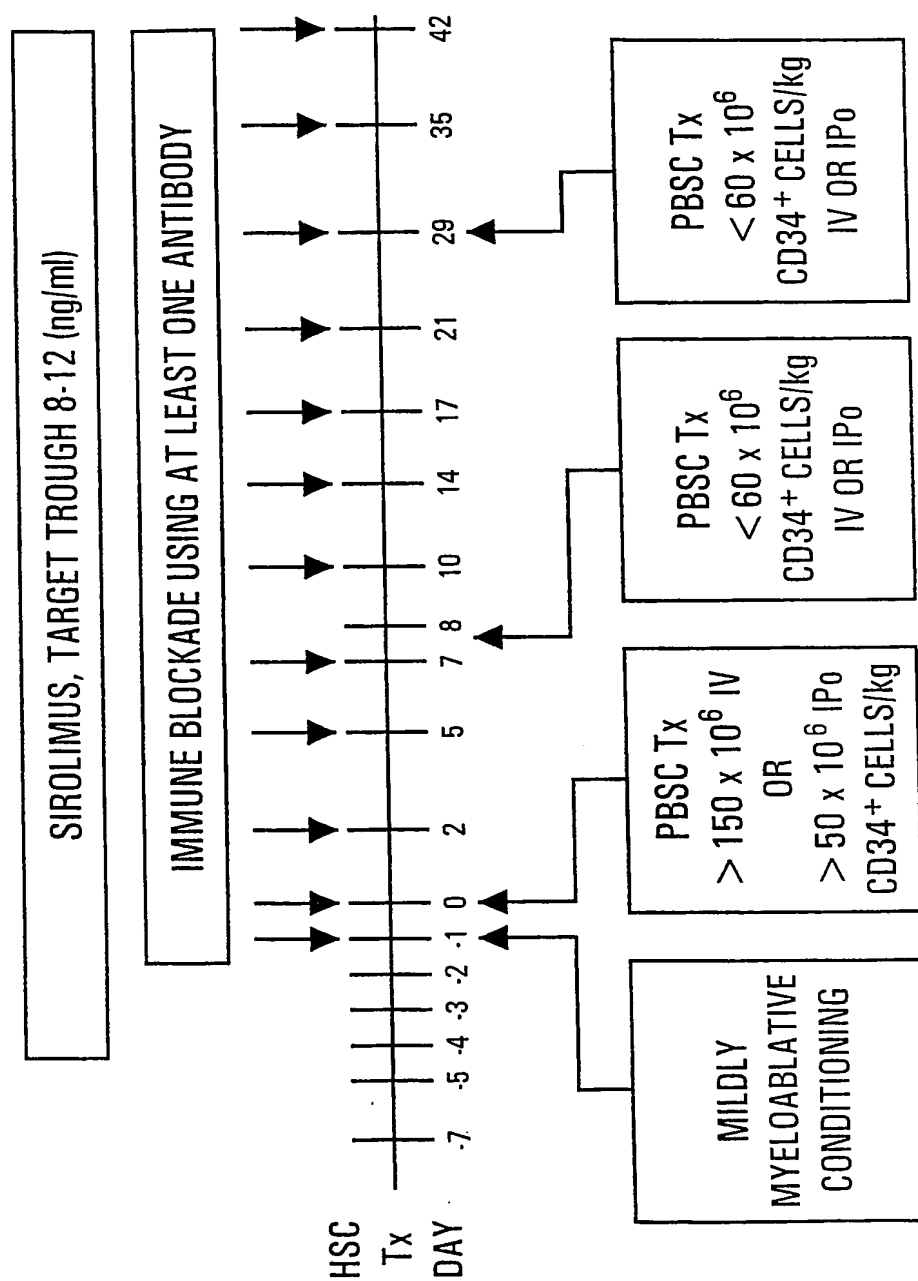 SIROLIMUS, TARGET TROUGH 8-12 (ng/ml)
IMMUNE BLOCKADE USING AT LEAST ONE ANTIBODY
HSC
Tx
DAY
-7 -5 -4 -3 -2 -1 0 2 5 7 8 10 14 17 21 29 35 42
MILDLY
MYELOABLATIVE
CONDITIONING
PBSC Tx
> 150 x 10⁶ IV
OR
> 50 x 10⁶ IPo
CD34⁺ CELLS/kg
PBSC Tx
< 60 x 10⁶
CD34⁺ CELLS/kg
IV OR IPo
PBSC Tx
< 60 x 10⁶
CD34⁺ CELLS/kg
IV OR IPo